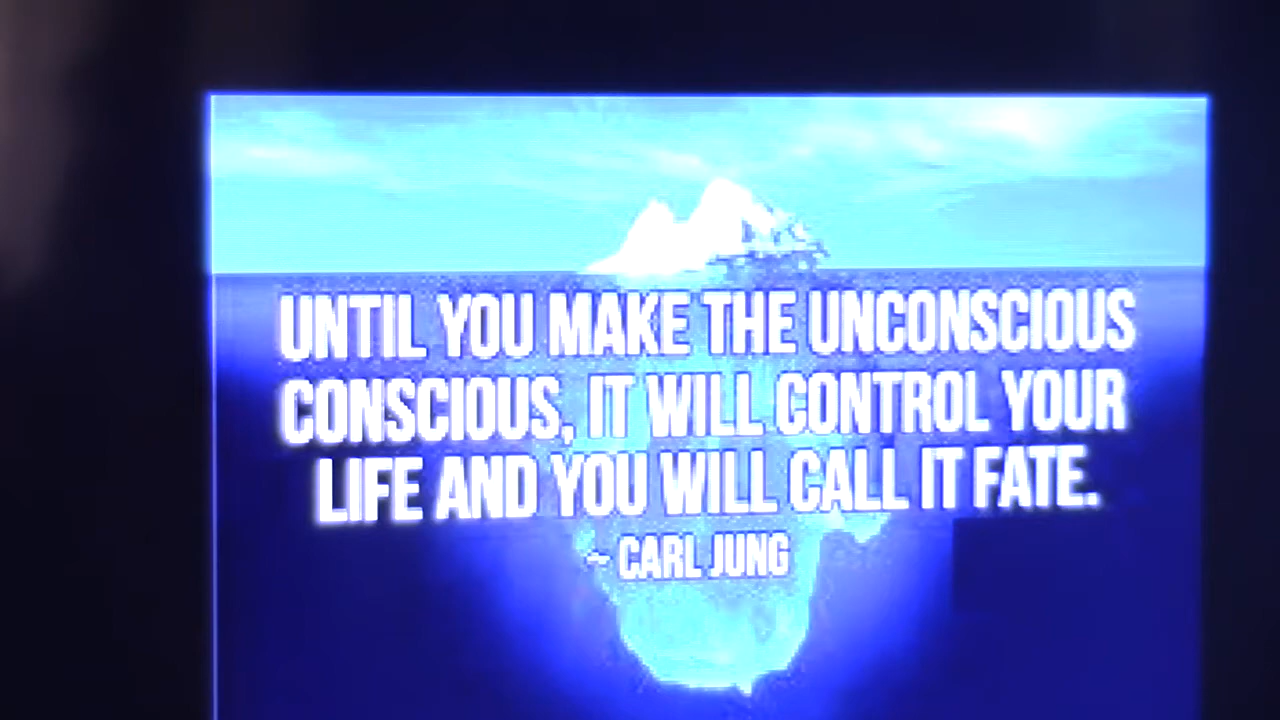 UNTIL YOU MAKE THE UNCONSCIOUS
CONSCIOUS, IT WILL CONTROL YOUR
LIFE AND YOU WILL CALL IT FATE.
~ CARL JUNG